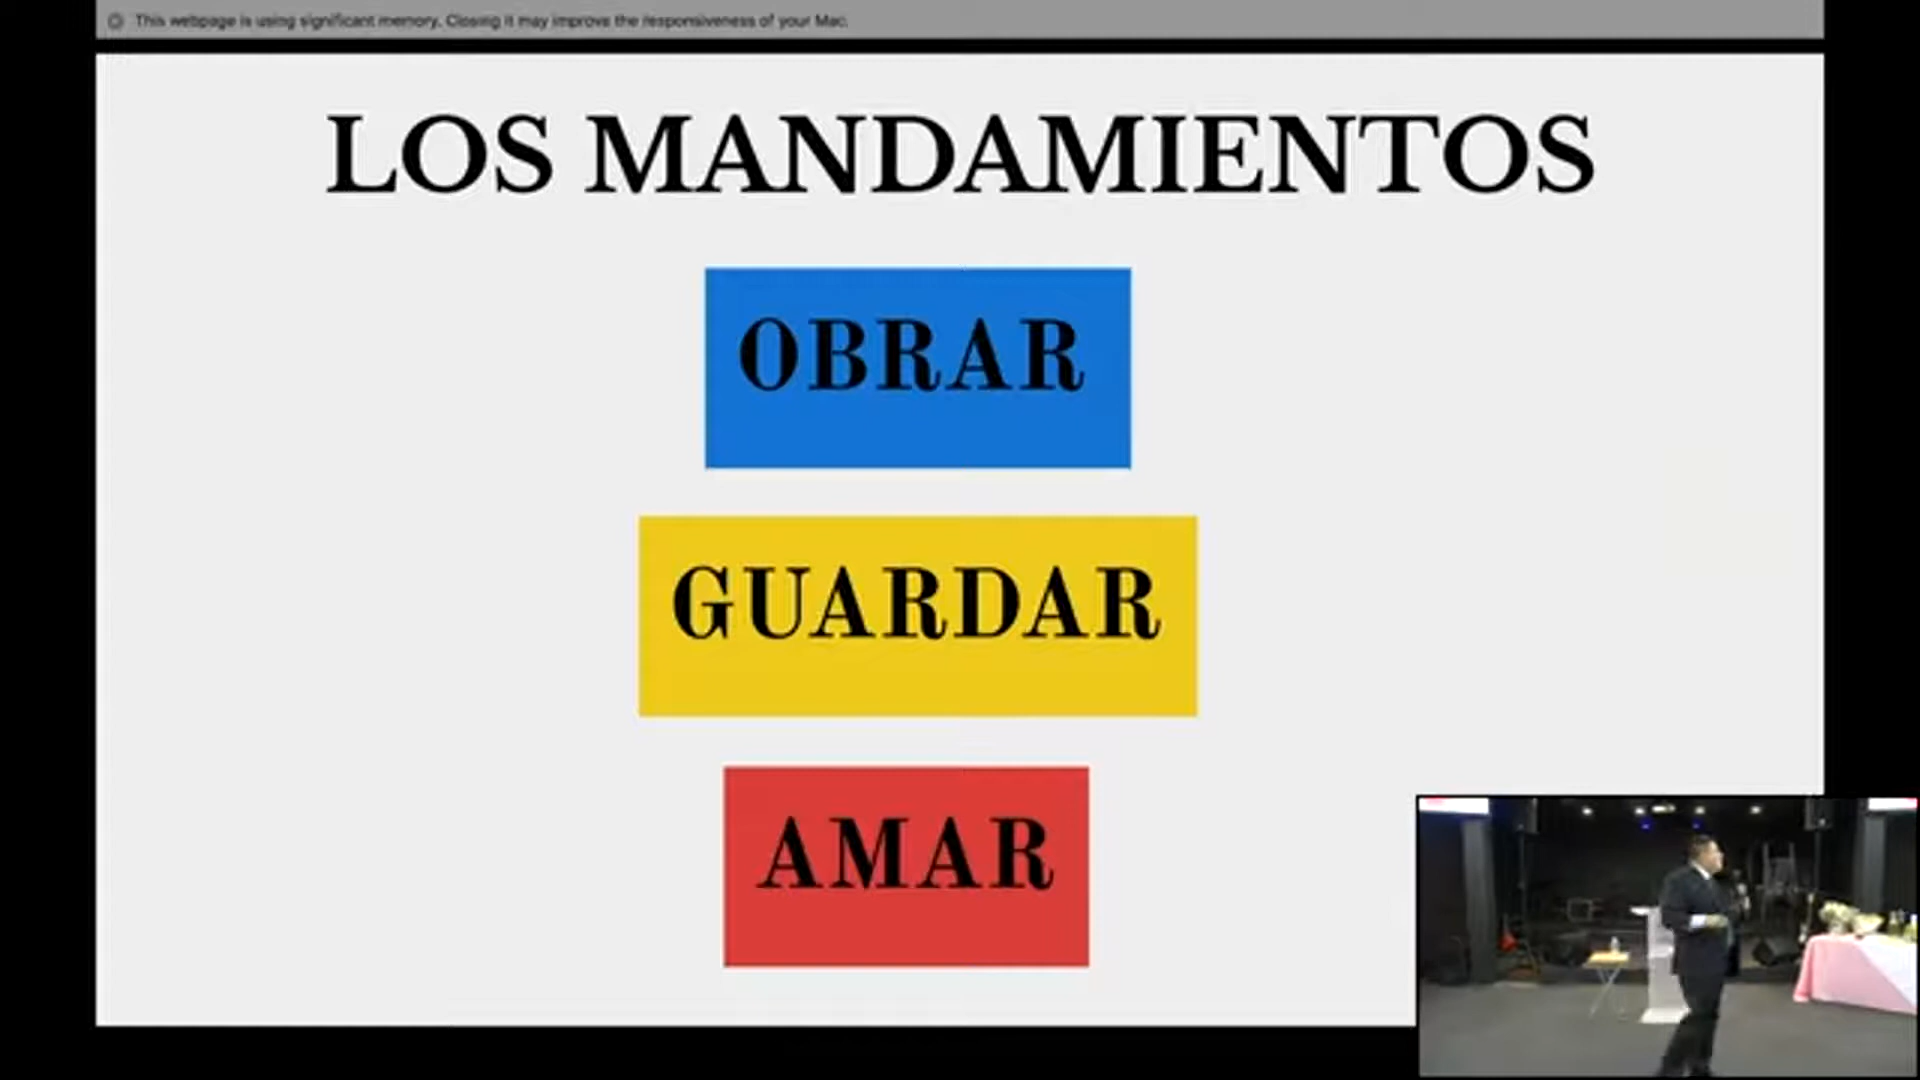 This webpage is using significant memory. Closing it may improve the responsiveness of your Mac.
LOS MANDAMIENTOS
OBRAR
GUARDAR
AMAR